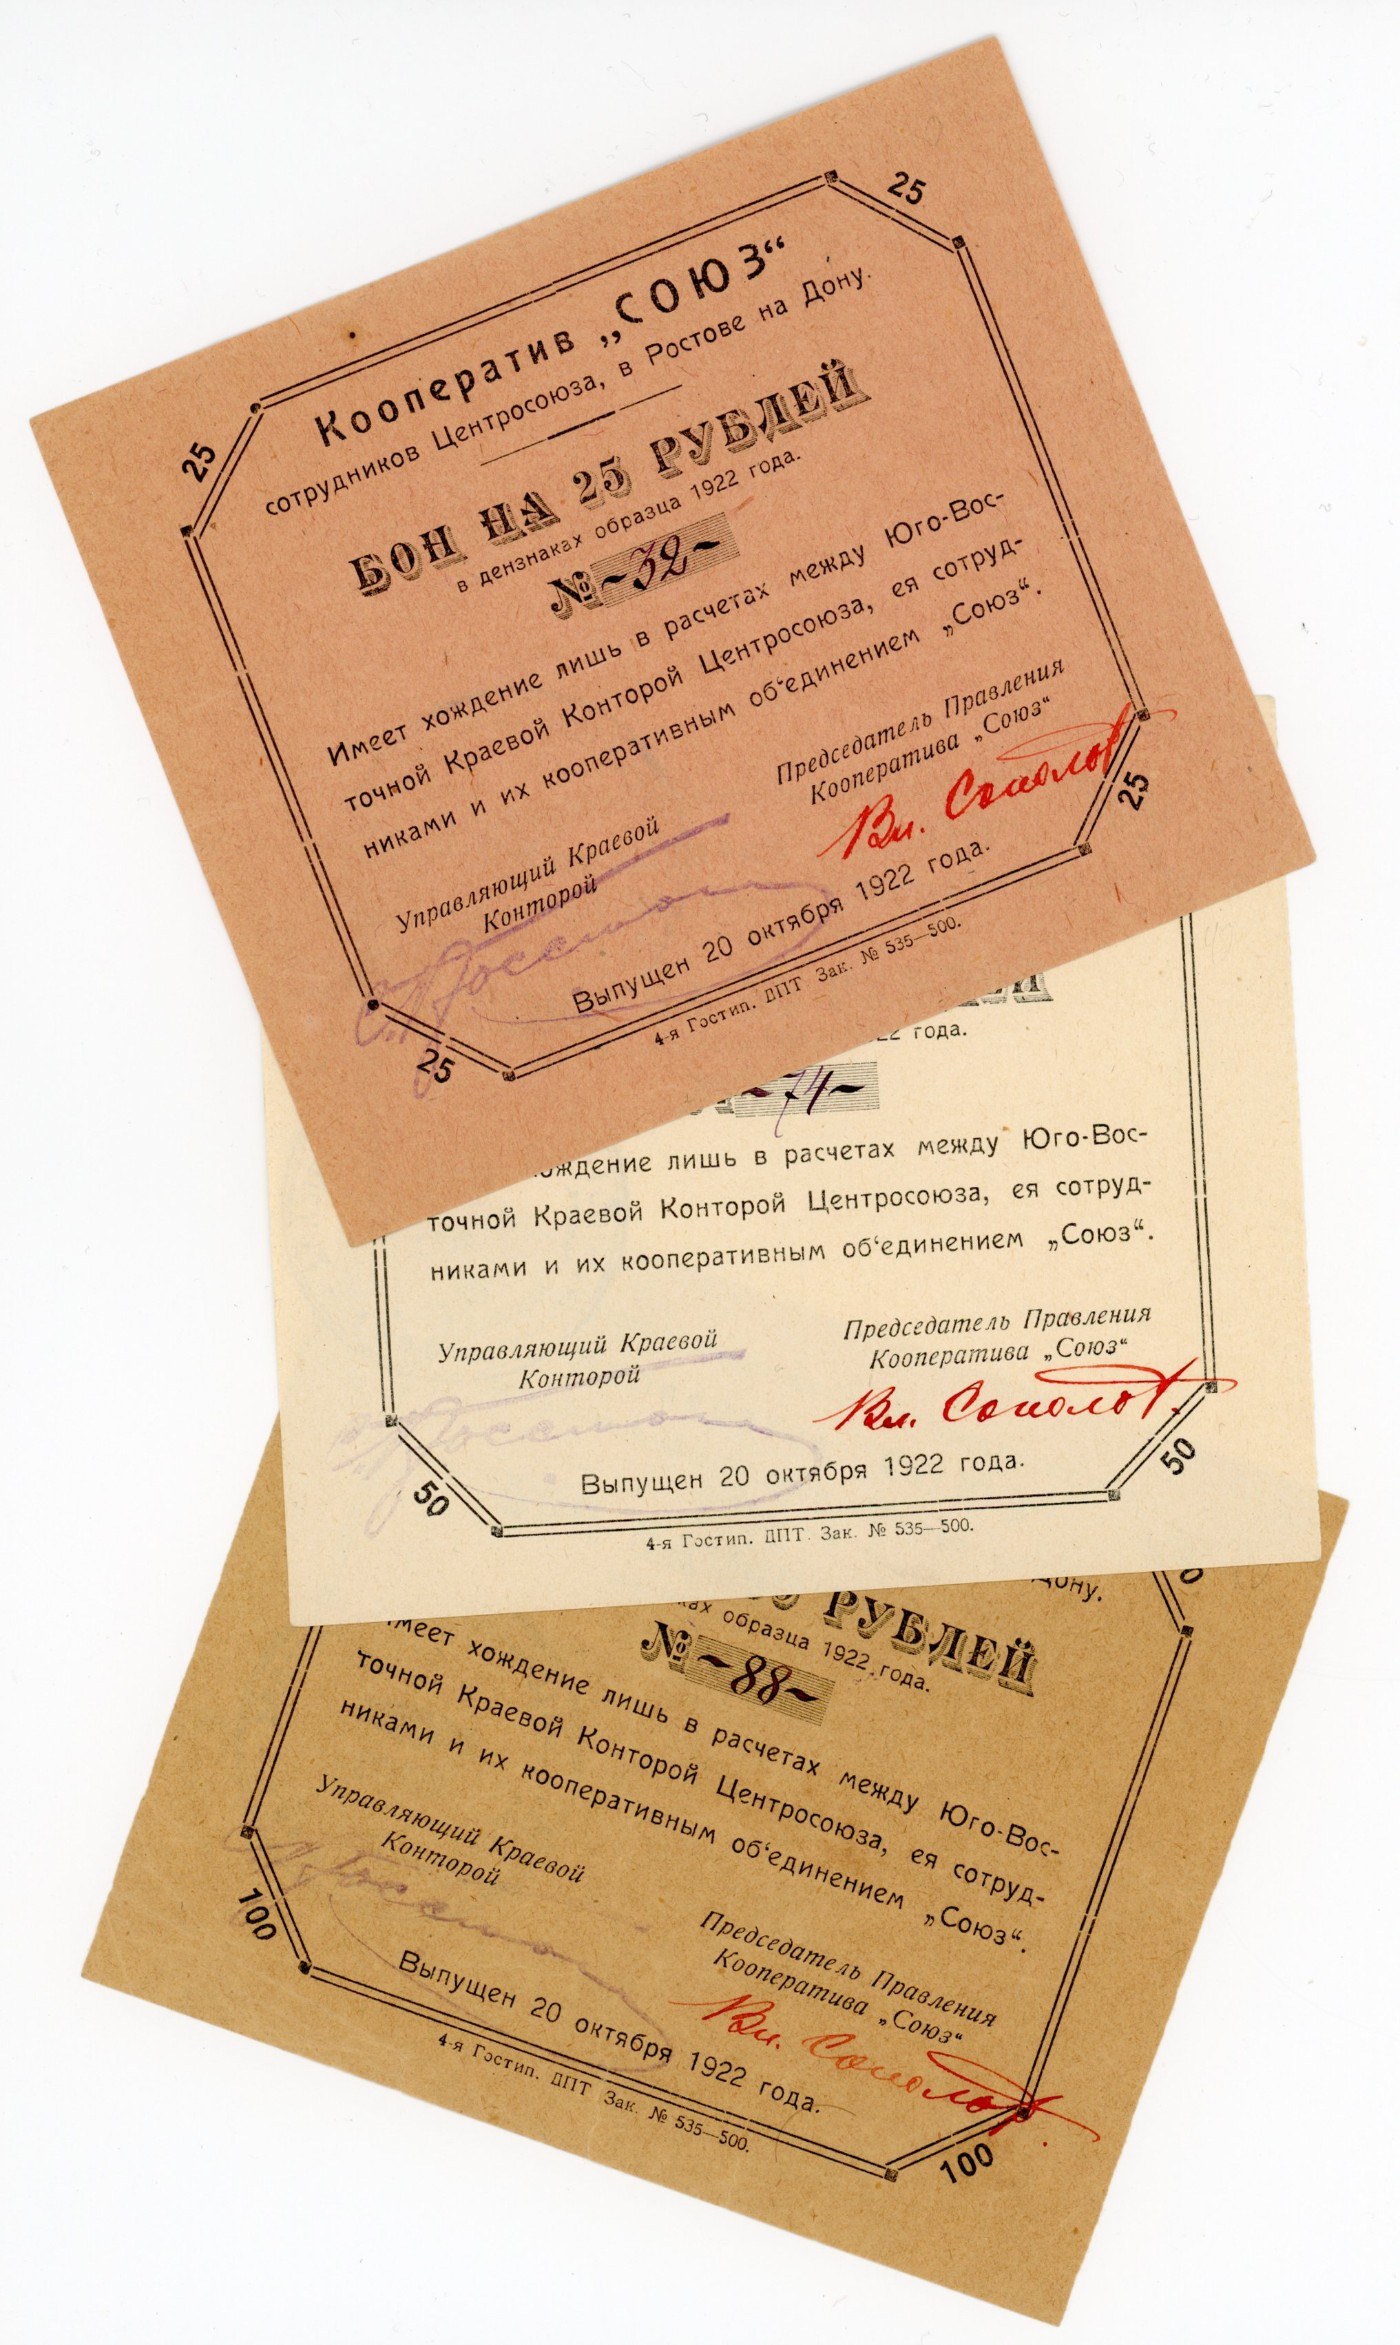 25
25
Кооператив „СОЮЗ“
сотрудников Центросоюза, в Ростове на Дону.
БОН НА 25 РУБЛЕЙ
в дензнаках образца 1922 года.
№ ~32~
Имеет хождение лишь в расчетах между Юго-Вос-
точной Краевой Конторой Центросоюза, ея сотруд-
никами и их кооперативным об‘единением „Союз“.
Управляющий Краевой
Конторой
Председатель Правления
Кооператива „Союз“
Вл.
Выпущен 20 октября 1922 года.
25
25
4-я Гостип. ДПТ Зак. № 535—500.
года.
~74~
лишь в расчетах между Юго-Вос-
точной Краевой Конторой Центросоюза, ея сотруд-
никами и их кооперативным об‘единением „Союз“.
Управляющий Краевой
Конторой
Председатель Правления
Кооператива „Союз“
Вл.
Выпущен 20 октября 1922 года.
50
50
4-я Гостип. ДПТ. Зак. № 535—500.
Дону.
РУБЛЕЙ
образца 1922 года.
№ ~88~
хождение лишь в расчетах между Юго-Вос-
точной Краевой Конторой Центросоюза, ея сотруд-
никами и их кооперативным об‘единением „Союз“.
Управляющий Краевой
Конторой
Председатель Правления
Кооператива „Союз“
Вл.
Выпущен 20 октября 1922 года.
100
100
4-я Гостип. ДПТ Зак. № 535—500.